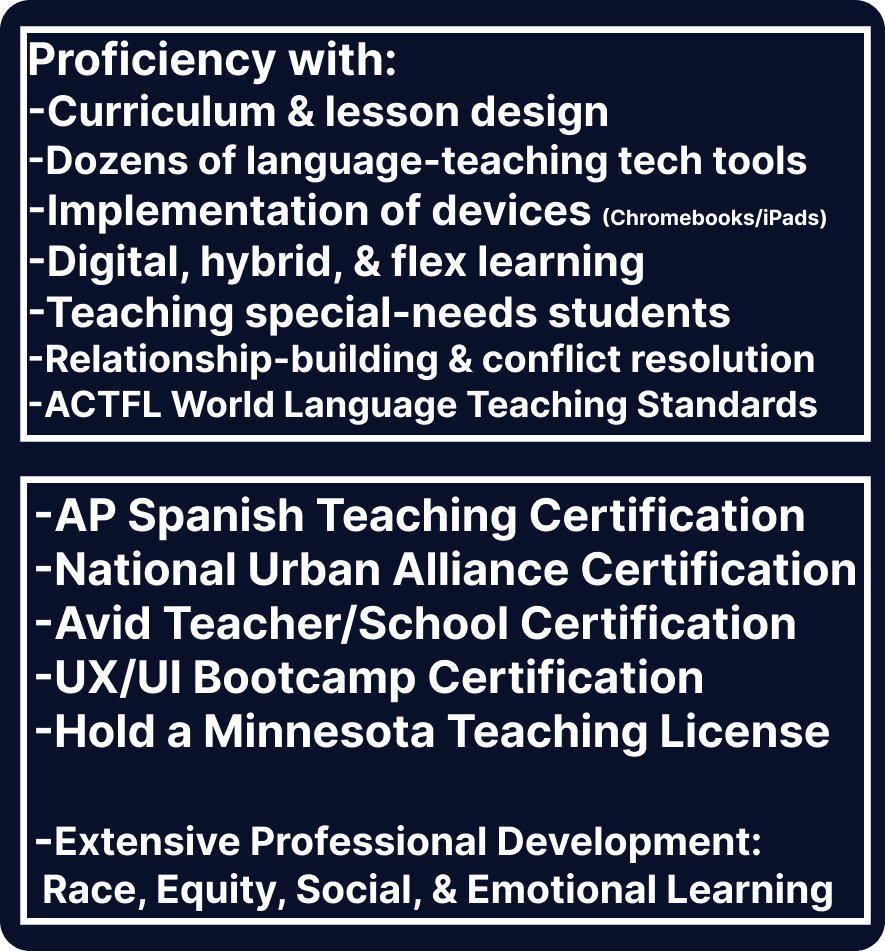 Proficiency with:
-Curriculum & lesson design
-Dozens of language-teaching tech tools
-Implementation of devices (Chromebooks/iPads)
-Digital, hybrid, & flex learning
-Teaching special-needs students
-Relationship-building & conflict resolution
-ACTFL World Language Teaching Standards
-AP Spanish Teaching Certification
-National Urban Alliance Certification
-Avid Teacher/School Certification
-UX/UI Bootcamp Certification
-Hold a Minnesota Teaching License
-Extensive Professional Development:
Race, Equity, Social, & Emotional Learning